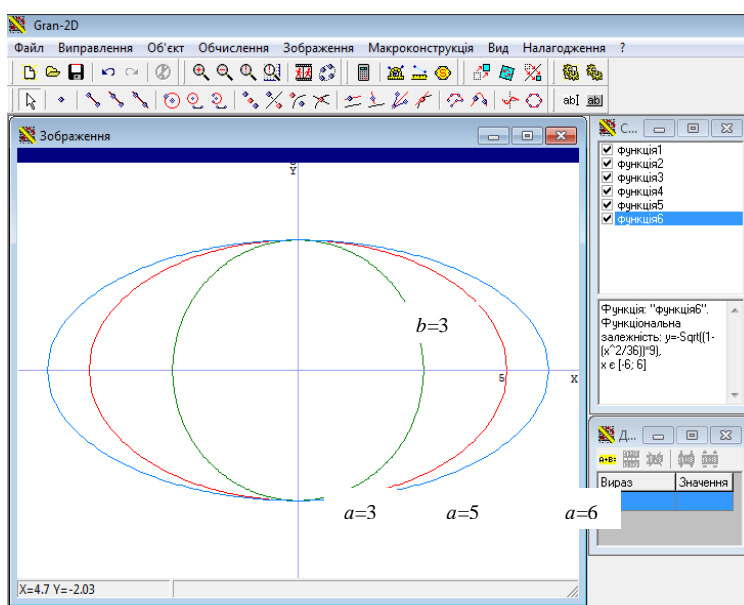 Gran-2D
Файл Виправлення Об'єкт Обчислення Зображення Макроконструкція Вид Налагодження ?
abI abI
Зображення
Y
b=3
5
X
a=3 a=5 a=6
X=4.7 Y=-2.03
С...
функція1
функція2
функція3
функція4
функція5
функція6
Функція: "функція6".
Функціональна
залежність: y=-Sqrt((1-
(x^2/36))*9),
x є [-6; 6]
Д...
A+B=
Вираз Значення